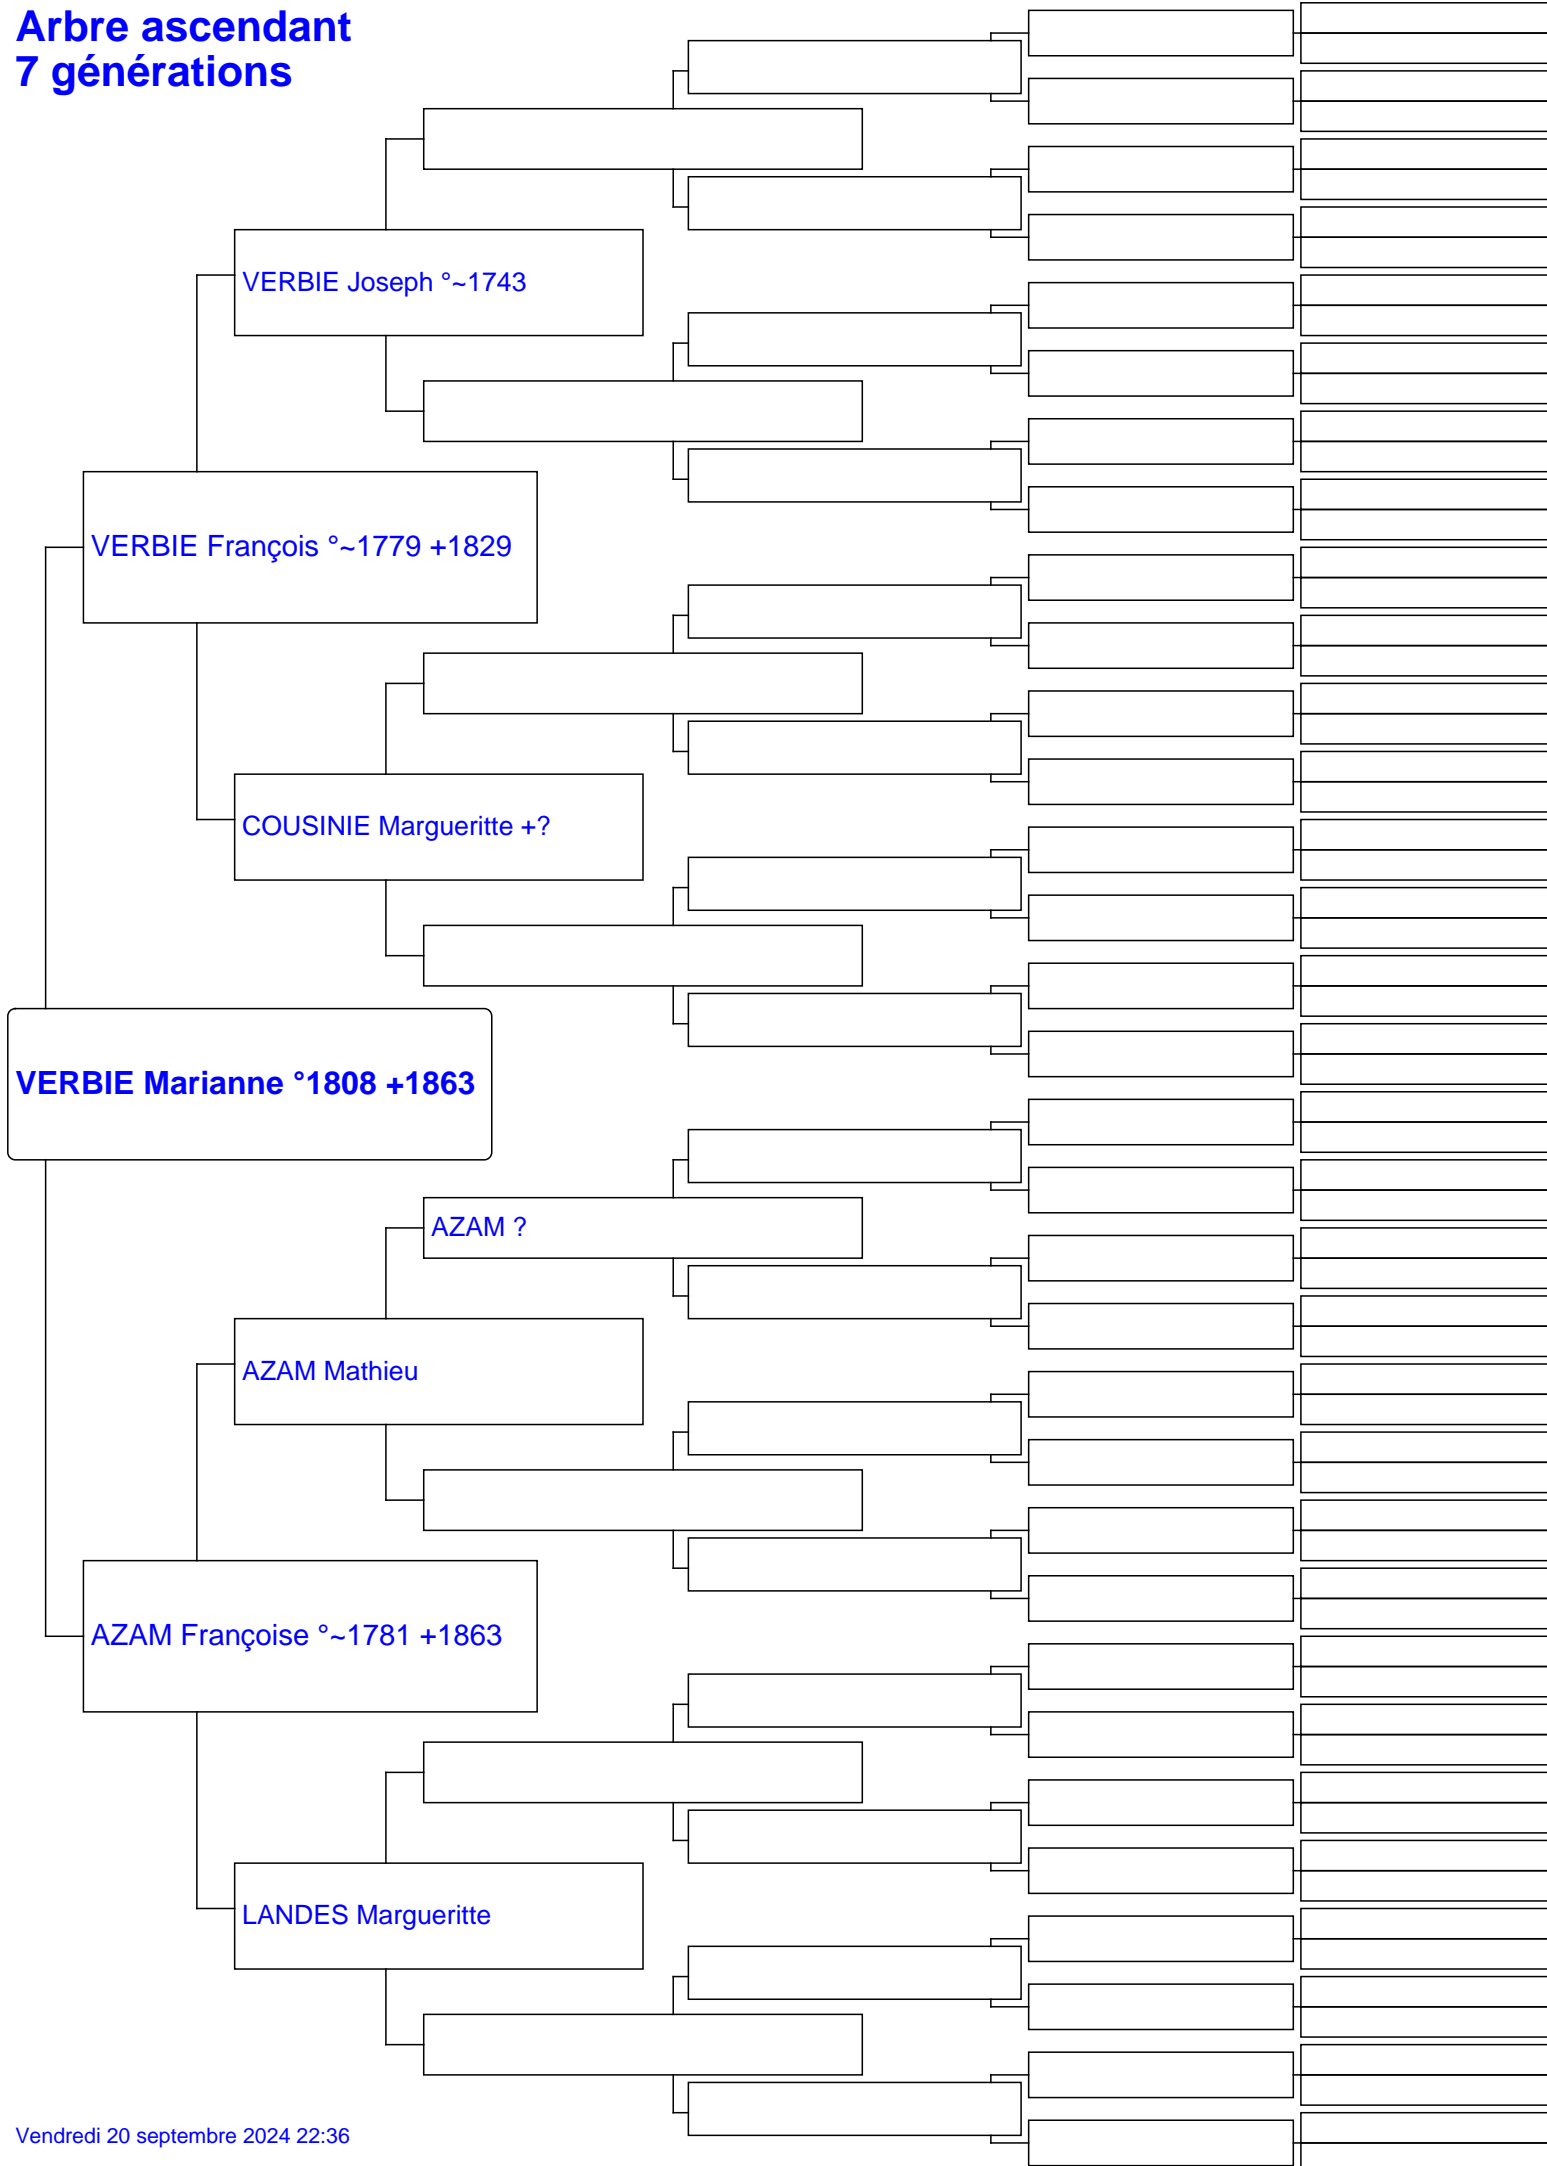 Arbre ascendant
7 générations
VERBIE Joseph °~1743
VERBIE François °~1779 +1829
COUSINIE Margueritte +?
VERBIE Marianne °1808 +1863
AZAM ?
AZAM Mathieu
AZAM Françoise °~1781 +1863
LANDES Margueritte
Vendredi 20 septembre 2024 22:36